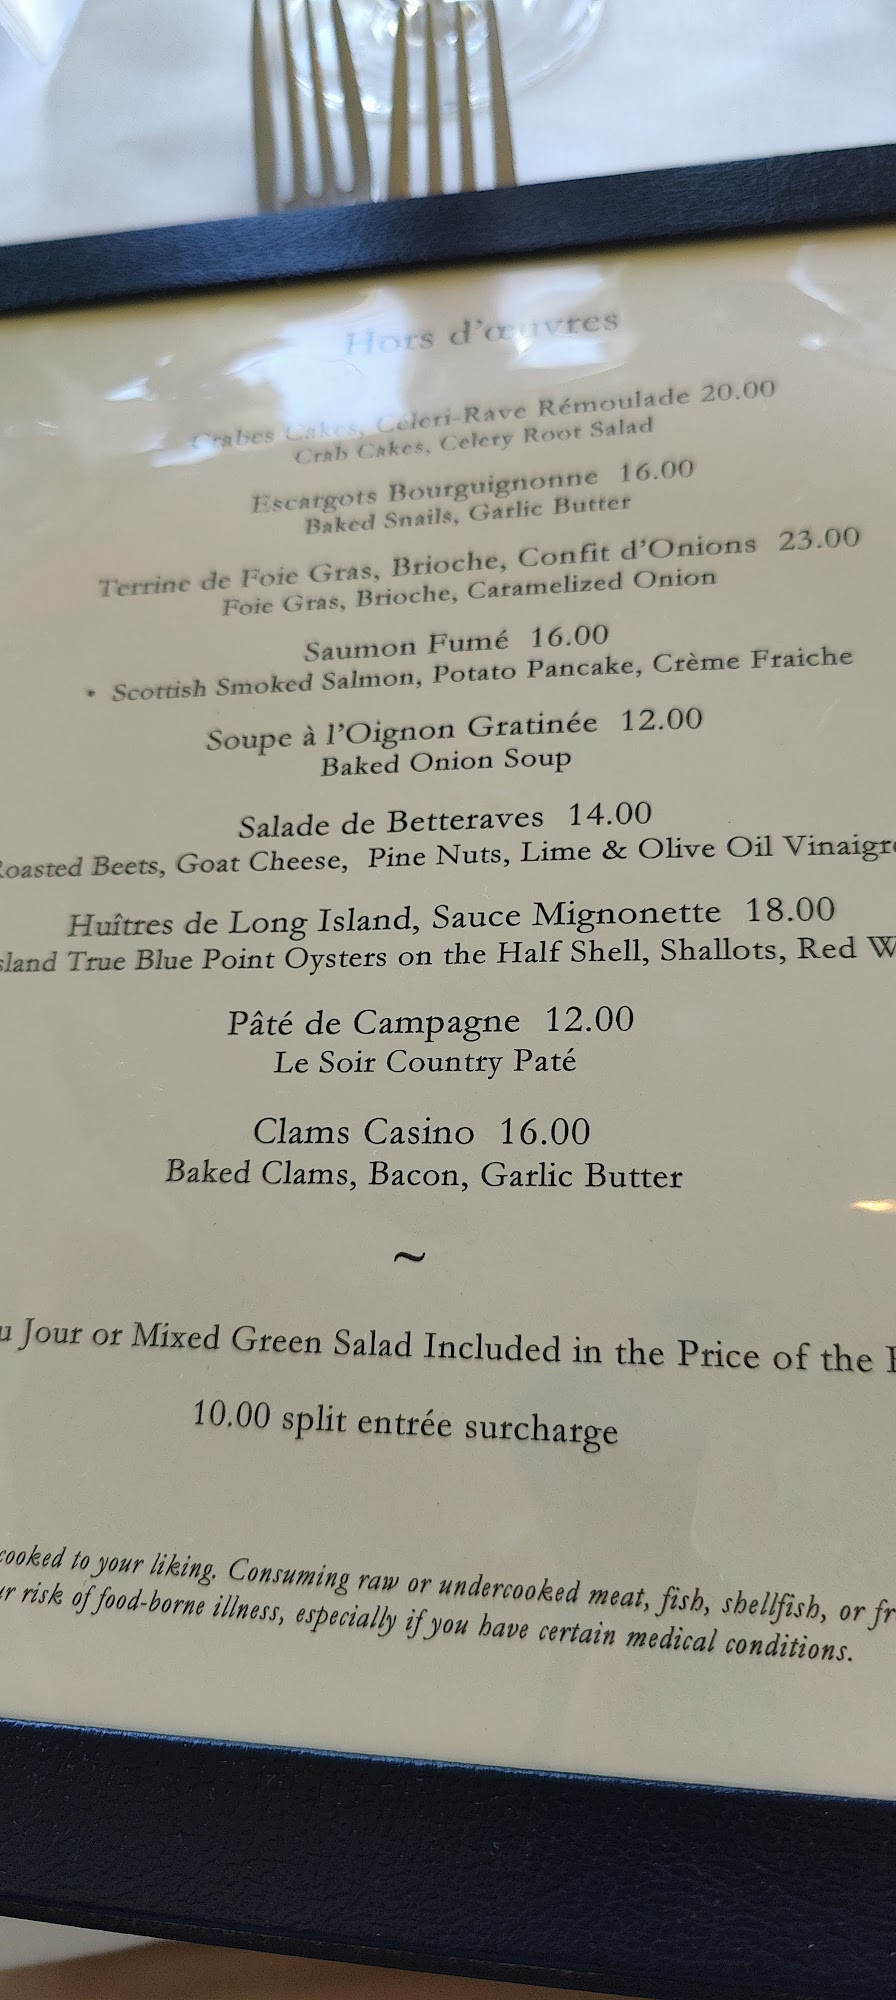 Hors d'œuvres
Crabes Cakes, Céleri-Rave Rémoulade 20.00
Crab Cakes, Celery Root Salad
Escargots Bourguignonne 16.00
Baked Snails, Garlic Butter
Terrine de Foie Gras, Brioche, Confit d'Onions 23.00
Foie Gras, Brioche, Caramelized Onion
Saumon Fumé 16.00
* Scottish Smoked Salmon, Potato Pancake, Crème Fraiche
Soupe à l'Oignon Gratinée 12.00
Baked Onion Soup
Salade de Betteraves 14.00
Roasted Beets, Goat Cheese, Pine Nuts, Lime & Olive Oil Vinaigre
Huîtres de Long Island, Sauce Mignonette 18.00
sland True Blue Point Oysters on the Half Shell, Shallots, Red W
Pâté de Campagne 12.00
Le Soir Country Paté
Clams Casino 16.00
Baked Clams, Bacon, Garlic Butter
~
u Jour or Mixed Green Salad Included in the Price of the
10.00 split entrée surcharge
cooked to your liking. Consuming raw or undercooked meat, fish, shellfish, or fr
ur risk of food-borne illness, especially if you have certain medical conditions.